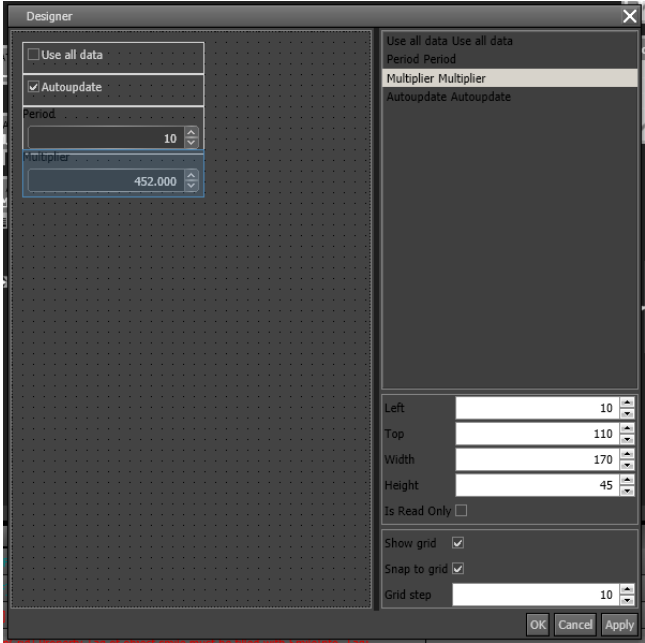 Designer
Use all data
Autoupdate
Period
10
Multiplier
452.000
Use all data Use all data
Period Period
Multiplier Multiplier
Autoupdate Autoupdate
Left 10
Top 110
Width 170
Height 45
Is Read Only
Show grid
Snap to grid
Grid step 10
OK Cancel Apply